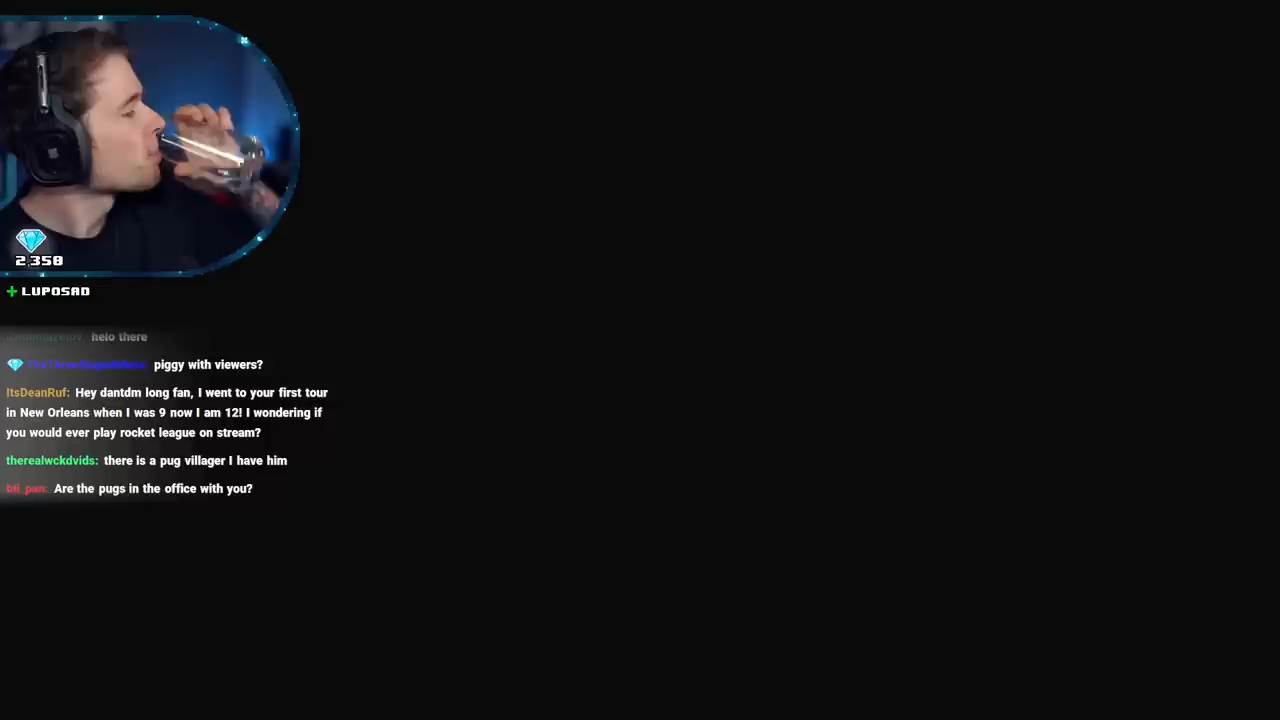 2,358
+ LUPOSAD
helo there
piggy with viewers?
ItsDeanRuf: Hey dantdm long fan, I went to your first tour
in New Orleans when I was 9 now I am 12! I wondering if
you would ever play rocket league on stream?
therealwckdvids: there is a pug villager I have him
bii_pun: Are the pugs in the office with you?